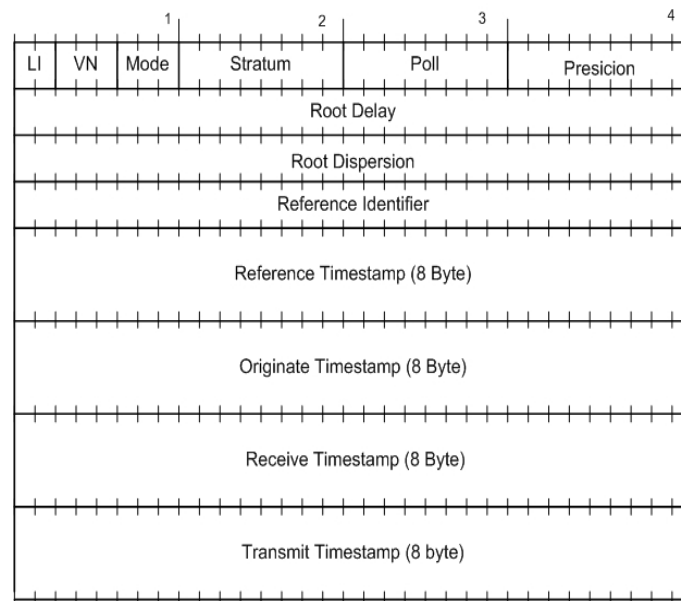 1 2 3 4
LI VN Mode Stratum Poll Presicion
Root Delay
Root Dispersion
Reference Identifier
Reference Timestamp (8 Byte)
Originate Timestamp (8 Byte)
Receive Timestamp (8 Byte)
Transmit Timestamp (8 byte)